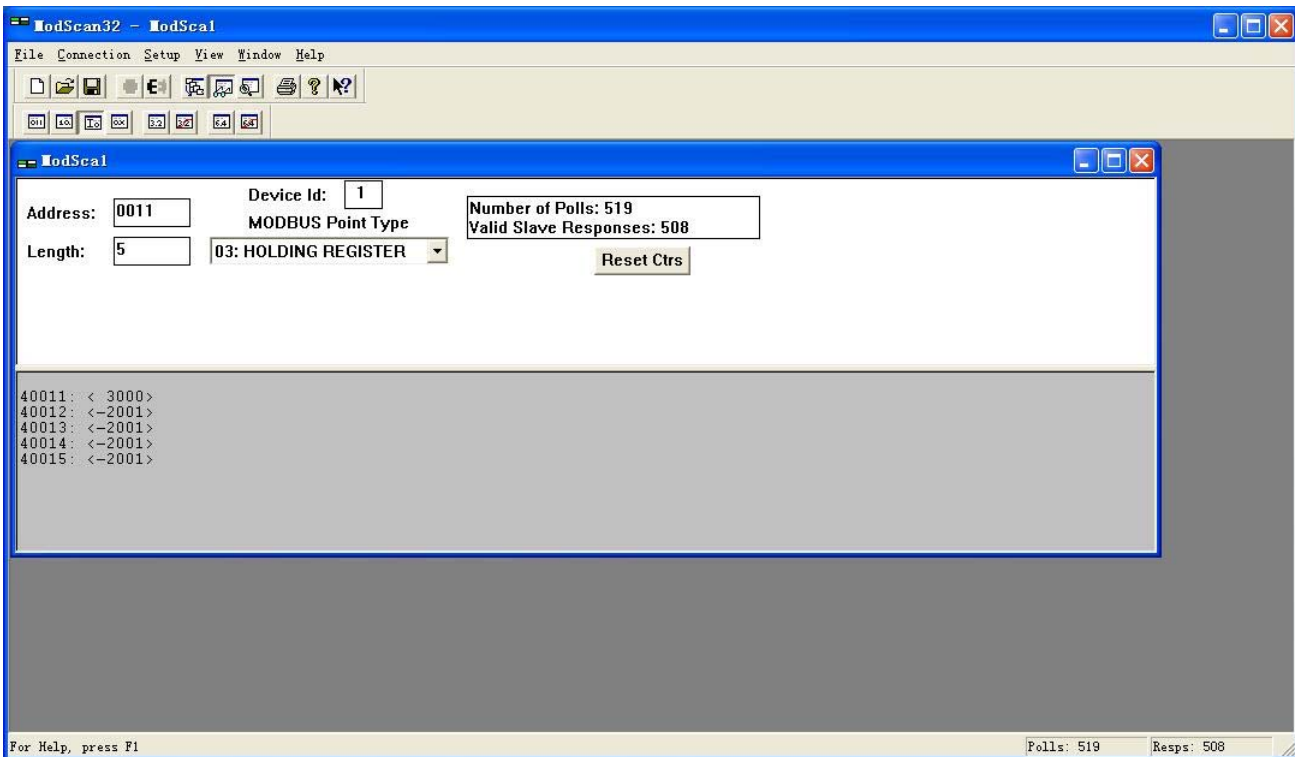 ModScan32 - ModSca1
File Connection Setup View Window Help
ModSca1
Address: 0011
Device Id: 1
MODBUS Point Type
Length: 5
03: HOLDING REGISTER
Number of Polls: 519
Valid Slave Responses: 508
Reset Ctrs
40011: < 3000>
40012: <-2001>
40013: <-2001>
40014: <-2001>
40015: <-2001>
For Help, press F1
Polls: 519
Resps: 508